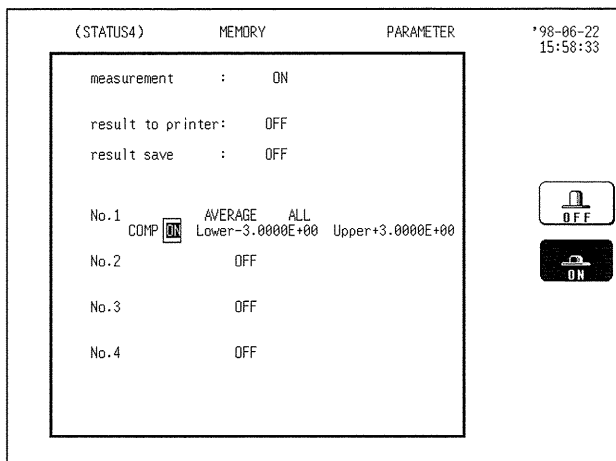 (STATUS4) MEMORY PARAMETER '98-06-22
15:58:33
measurement : ON
result to printer: OFF
result save : OFF
No.1 AVERAGE ALL
COMP ON Lower-3.0000E+00 Upper+3.0000E+00
No.2 OFF
No.3 OFF
No.4 OFF
OFF
ON